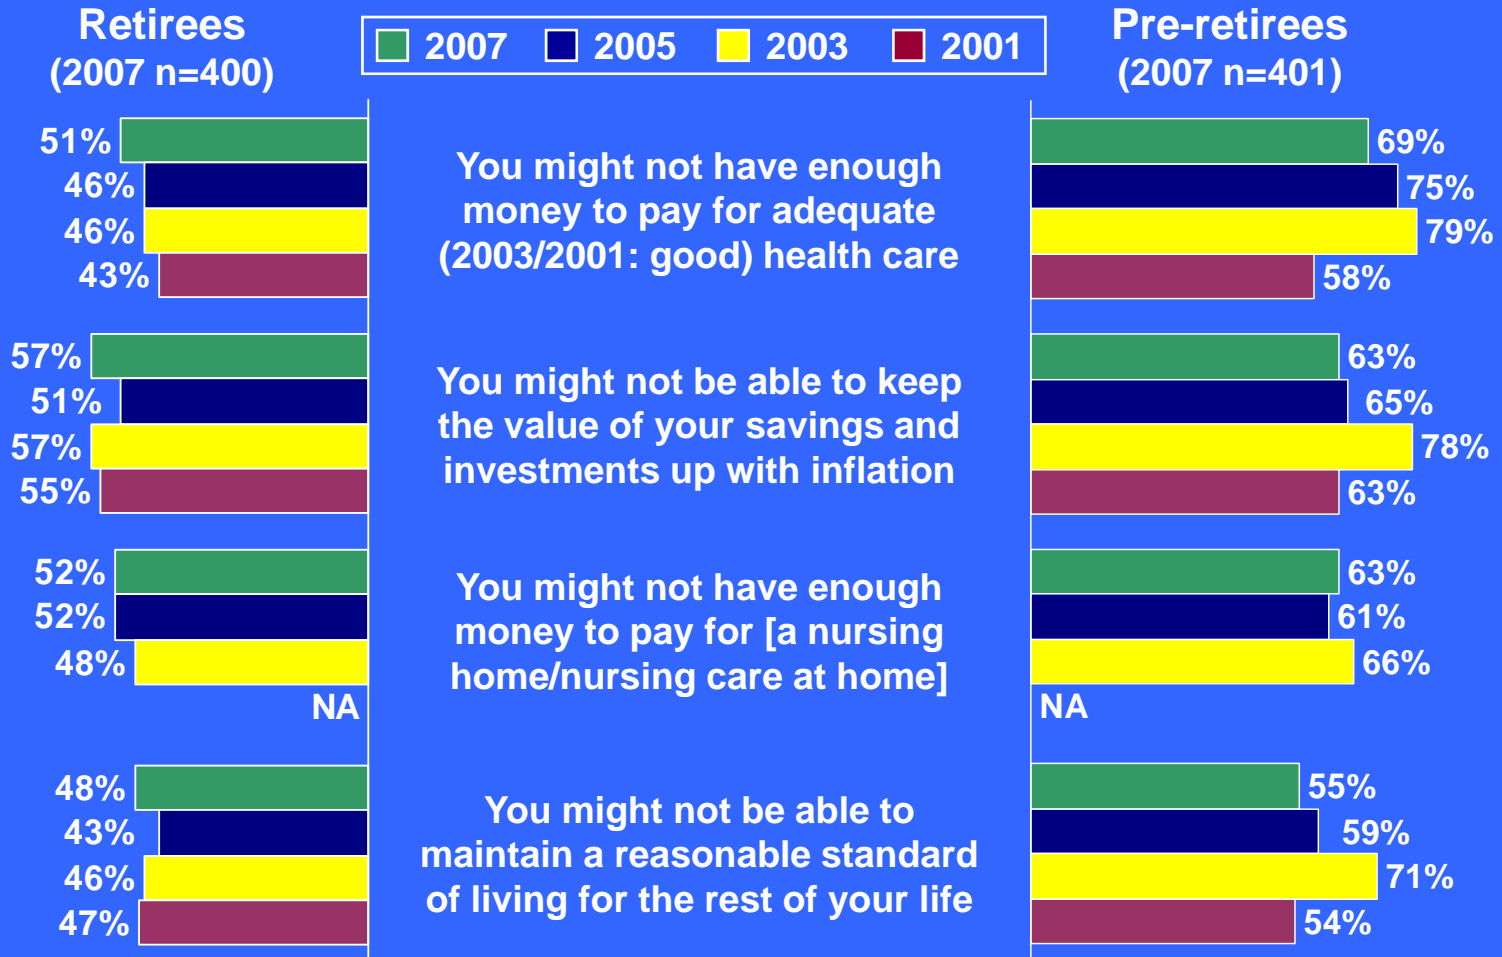 Retirees
(2007 n=400)
2007 2005 2003 2001
Pre-retirees
(2007 n=401)
51%
46%
46%
43%
You might not have enough
money to pay for adequate
(2003/2001: good) health care
69%
75%
79%
58%
57%
51%
57%
55%
You might not be able to keep
the value of your savings and
investments up with inflation
63%
65%
78%
63%
52%
52%
48%
NA
You might not have enough
money to pay for [a nursing
home/nursing care at home]
63%
61%
66%
NA
48%
43%
46%
47%
You might not be able to
maintain a reasonable standard
of living for the rest of your life
55%
59%
71%
54%